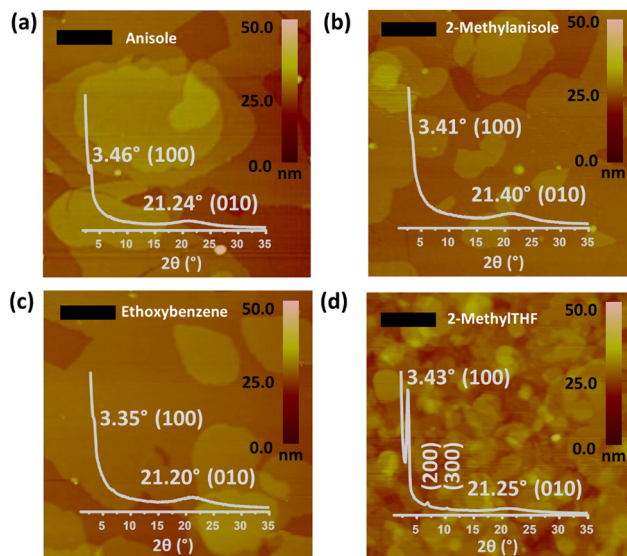 (a)
Anisole
50.0
25.0
0.0
nm
3.46° (100)
21.24° (010)
5 10 15 20 25 30 35
2θ (°)
(b)
2-Methylanisole
50.0
25.0
0.0
nm
3.41° (100)
21.40° (010)
5 10 15 20 25 30 35
2θ (°)
(c)
Ethoxybenzene
50.0
25.0
0.0
nm
3.35° (100)
21.20° (010)
5 10 15 20 25 30 35
2θ (°)
(d)
2-MethylTHF
50.0
25.0
0.0
nm
3.43° (100)
(200)
(300)
21.25° (010)
5 10 15 20 25 30 35
2θ (°)